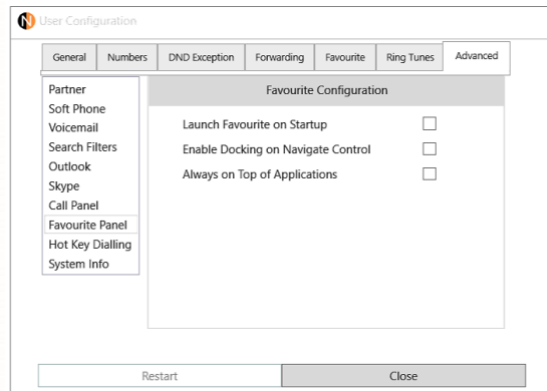 User Configuration
General Numbers DND Exception Forwarding Favourite Ring Tunes Advanced
Partner
Soft Phone
Voicemail
Search Filters
Outlook
Skype
Call Panel
Favourite Panel
Hot Key Dialling
System Info
Favourite Configuration
Launch Favourite on Startup
Enable Docking on Navigate Control
Always on Top of Applications
Restart Close